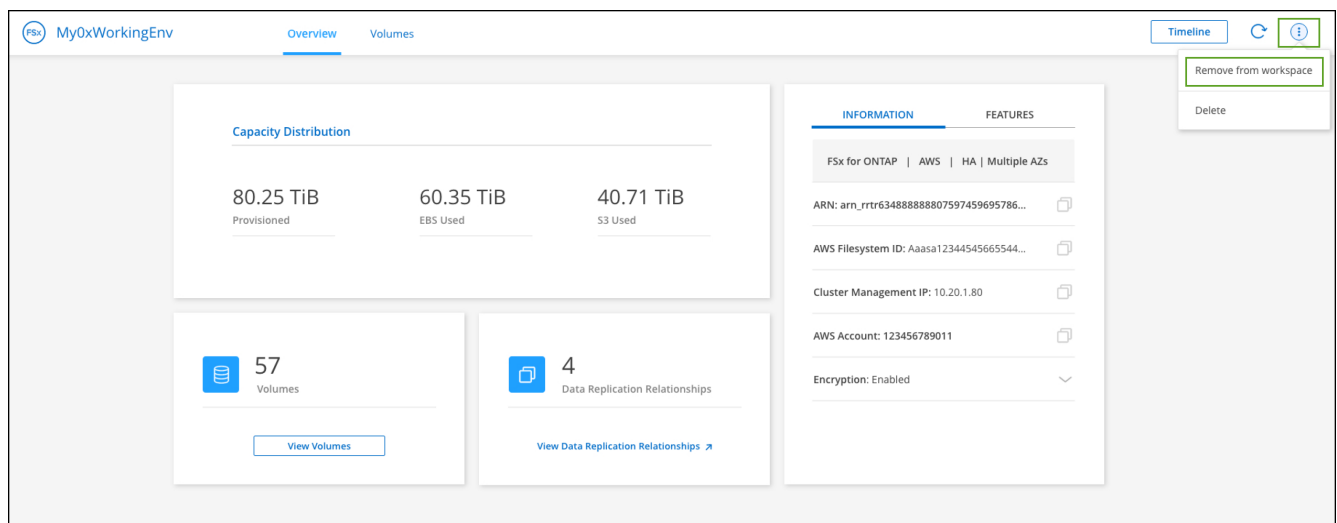 FSx My0xWorkingEnv Overview Volumes Timeline
Remove from workspace
Delete
Capacity Distribution
80.25 TiB 60.35 TiB 40.71 TiB
Provisioned EBS Used S3 Used
57
Volumes
View Volumes
4
Data Replication Relationships
View Data Replication Relationships
INFORMATION FEATURES
FSx for ONTAP | AWS | HA | Multiple AZs
ARN: arn_rrtr634888888807597459695786...
AWS Filesystem ID: Aaasa12344545665544...
Cluster Management IP: 10.20.1.80
AWS Account: 123456789011
Encryption: Enabled